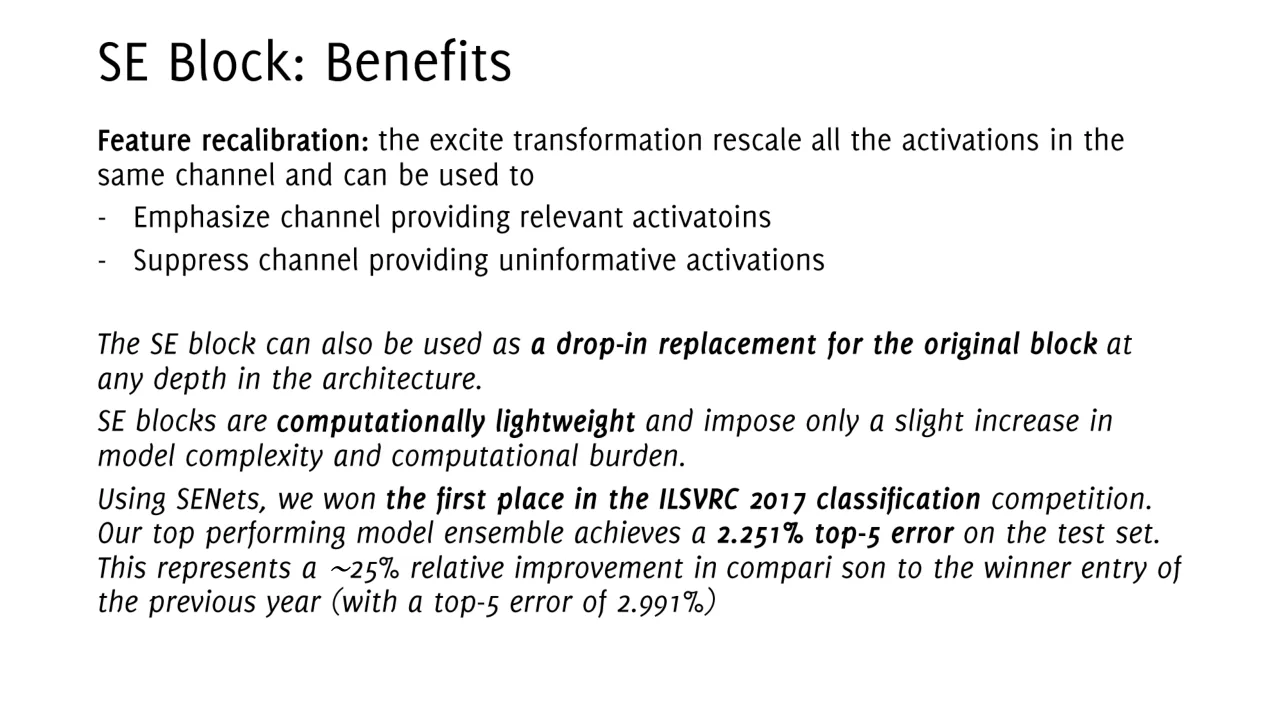 SE Block: Benefits
Feature recalibration: the excite transformation rescale all the activations in the
same channel and can be used to
- Emphasize channel providing relevant activatoins
- Suppress channel providing uninformative activations
The SE block can also be used as a drop-in replacement for the original block at
any depth in the architecture.
SE blocks are computationally lightweight and impose only a slight increase in
model complexity and computational burden.
Using SENets, we won the first place in the ILSVRC 2017 classification competition.
Our top performing model ensemble achieves a 2.251% top-5 error on the test set.
This represents a ∼25% relative improvement in compari son to the winner entry of
the previous year (with a top-5 error of 2.991%)